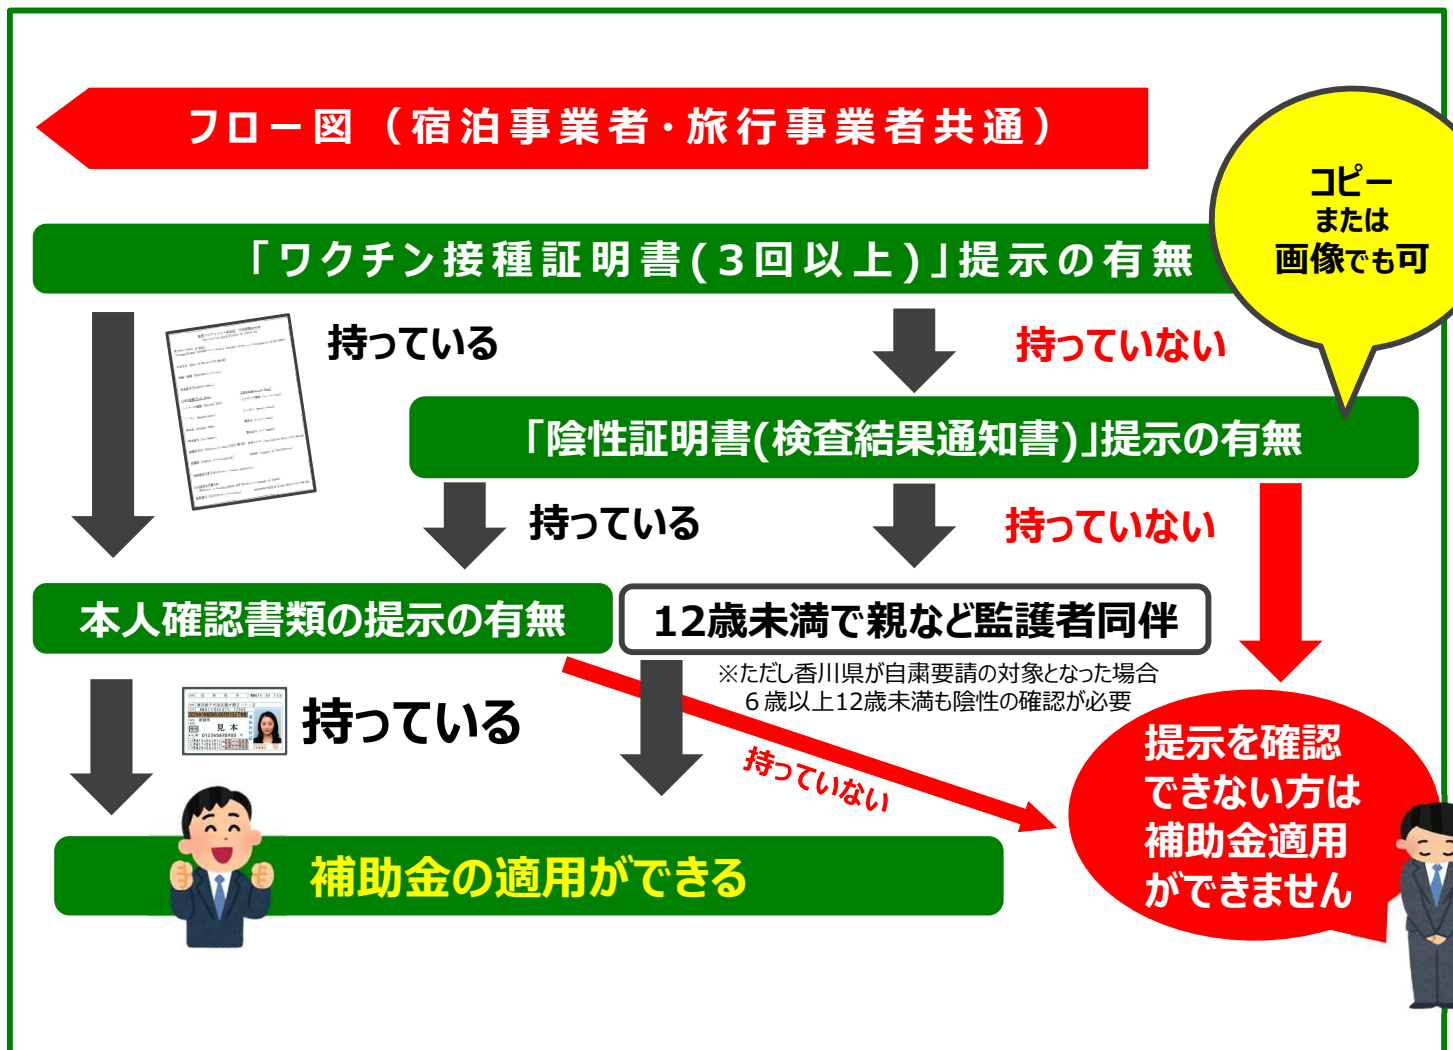 フロー図（宿泊事業者・旅行事業者共通）
コピー
または
画像でも可
「ワクチン接種証明書(３回以上)」提示の有無
持っている
持っていない
「陰性証明書(検査結果通知書)」提示の有無
持っている
持っていない
本人確認書類の提示の有無
12歳未満で親など監護者同伴
※ただし香川県が自粛要請の対象となった場合
６歳以上12歳未満も陰性の確認が必要
見本
持っている
持っていない
提示を確認
できない方は
補助金適用
ができません
補助金の適用ができる